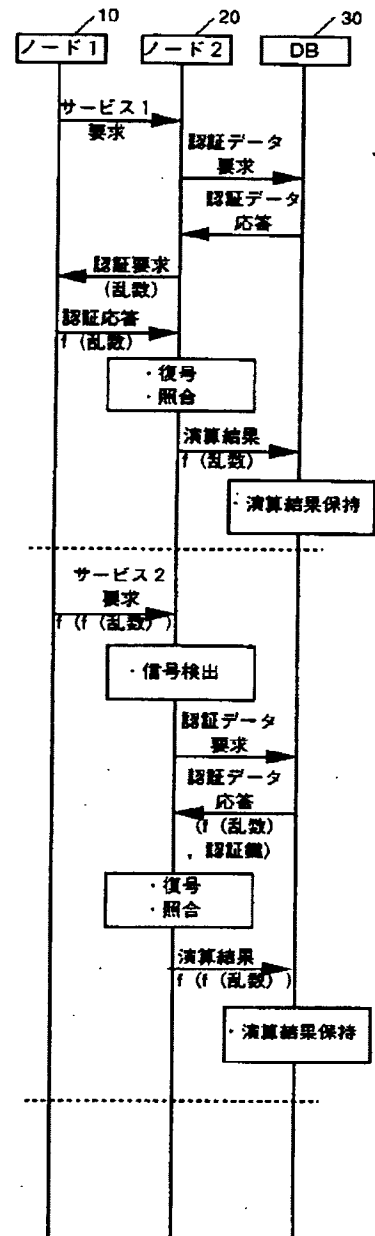 10
20
30
ノード1
ノード2
DB
サービス1
要求
認証データ
要求
認証データ
応答
認証要求
(乱数)
認証応答
f(乱数)
・復号
・照合
演算結果
f(乱数)
・演算結果保持
サービス2
要求
f(f(乱数))
・信号検出
認証データ
要求
認証データ
応答
(f(乱数)
,認証鍵)
・復号
・照合
演算結果
f(f(乱数))
・演算結果保持